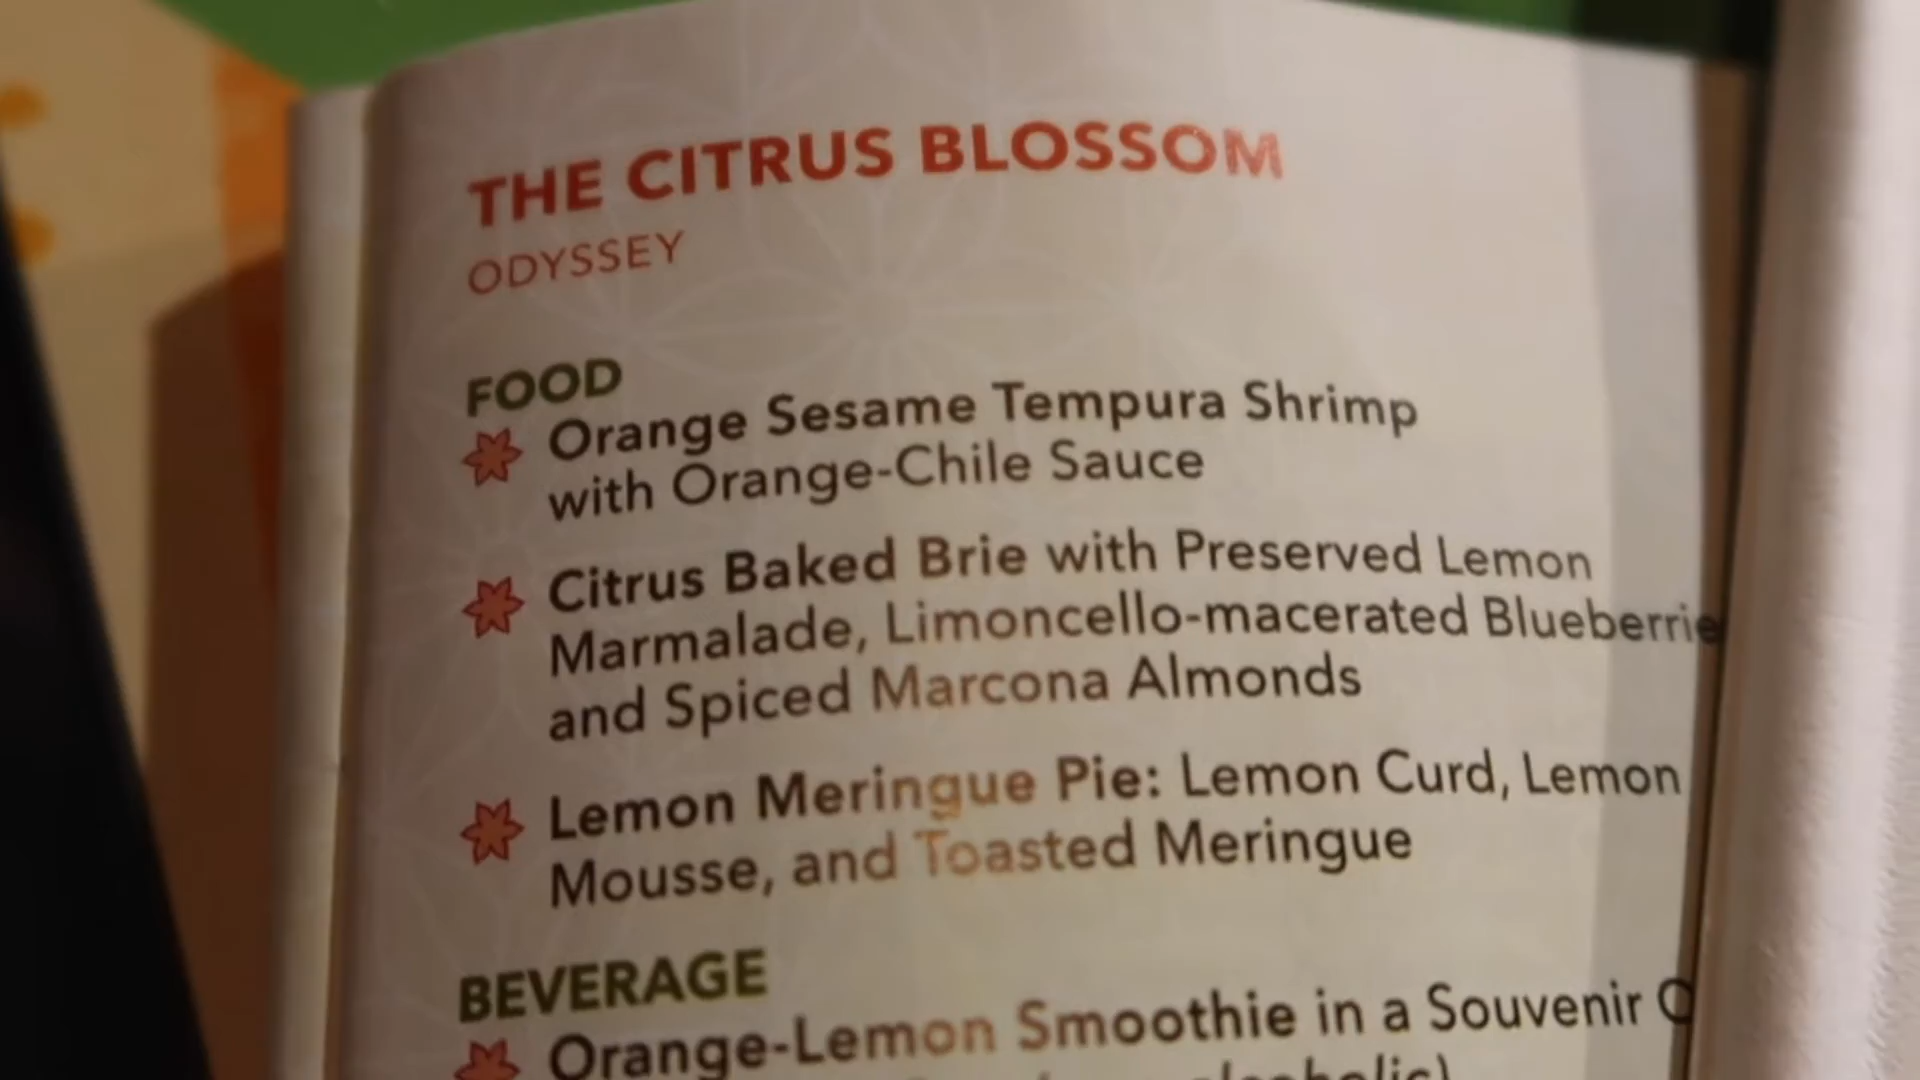 THE CITRUS BLOSSOM
ODYSSEY
FOOD
Orange Sesame Tempura Shrimp
with Orange-Chile Sauce
Citrus Baked Brie with Preserved Lemon
Marmalade, Limoncello-macerated Blueberrie
and Spiced Marcona Almonds
Lemon Meringue Pie: Lemon Curd, Lemon
Mousse, and Toasted Meringue
BEVERAGE
Orange-Lemon Smoothie in a Souvenir